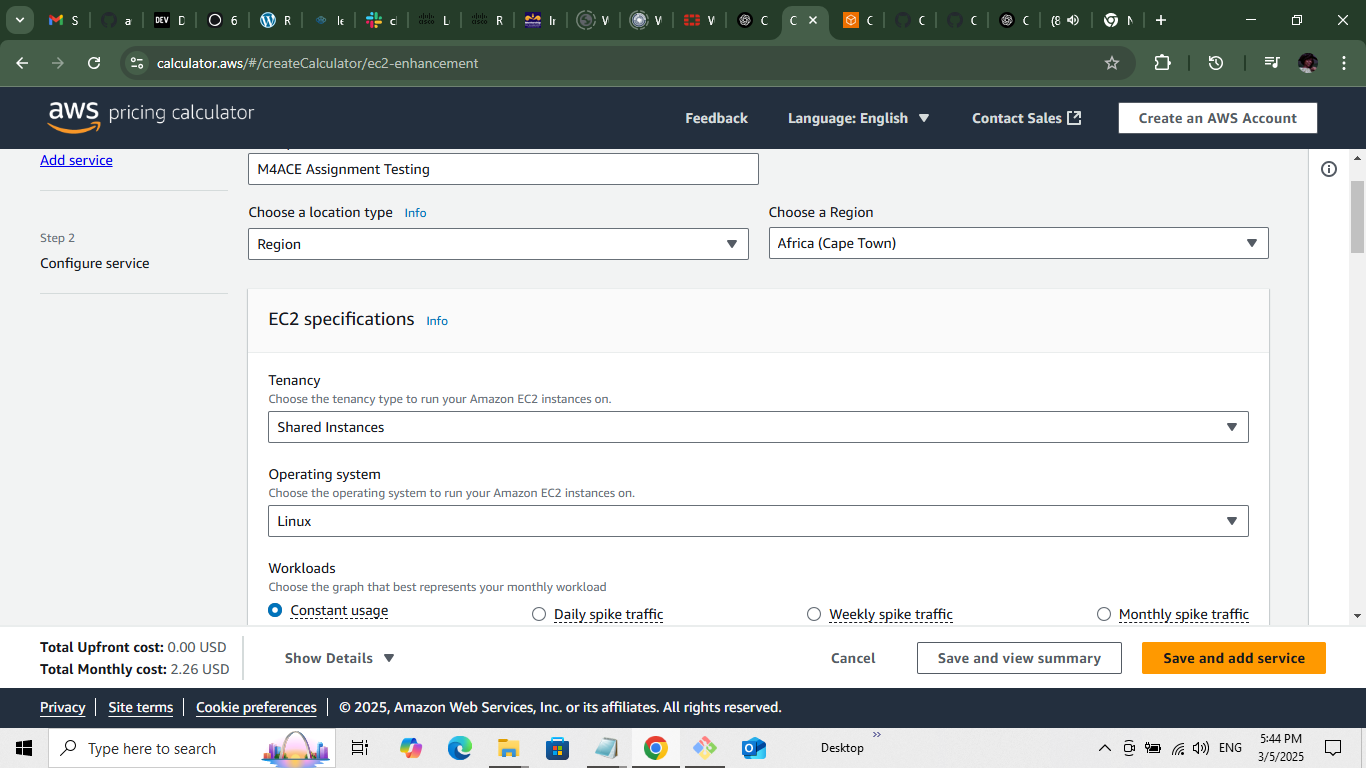 S
a
DEV
D
6
R
le
cl
L
R
In
W
W
W
C
C
C
C
C
C
(8
N
calculator.aws/#/createCalculator/ec2-enhancement
aws pricing calculator
Feedback
Language: English
Contact Sales
Create an AWS Account
Add service
M4ACE Assignment Testing
Choose a location type Info
Choose a Region
Region
Africa (Cape Town)
Step 2
Configure service
EC2 specifications Info
Tenancy
Choose the tenancy type to run your Amazon EC2 instances on.
Shared Instances
Operating system
Choose the operating system to run your Amazon EC2 instances on.
Linux
Workloads
Choose the graph that best represents your monthly workload
Constant usage
Daily spike traffic
Weekly spike traffic
Monthly spike traffic
Total Upfront cost: 0.00 USD
Total Monthly cost: 2.26 USD
Show Details
Cancel
Save and view summary
Save and add service
Privacy
Site terms
Cookie preferences
© 2025, Amazon Web Services, Inc. or its affiliates. All rights reserved.
Type here to search
Desktop
ENG
5:44 PM
3/5/2025